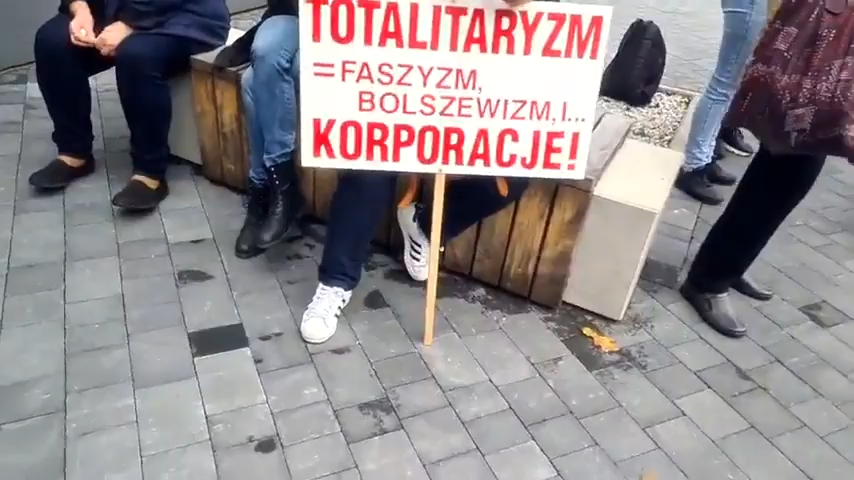 TOTALITARYZM
= FASZYZM,
BOLSZEWIZM, I...
KORPORACJE!